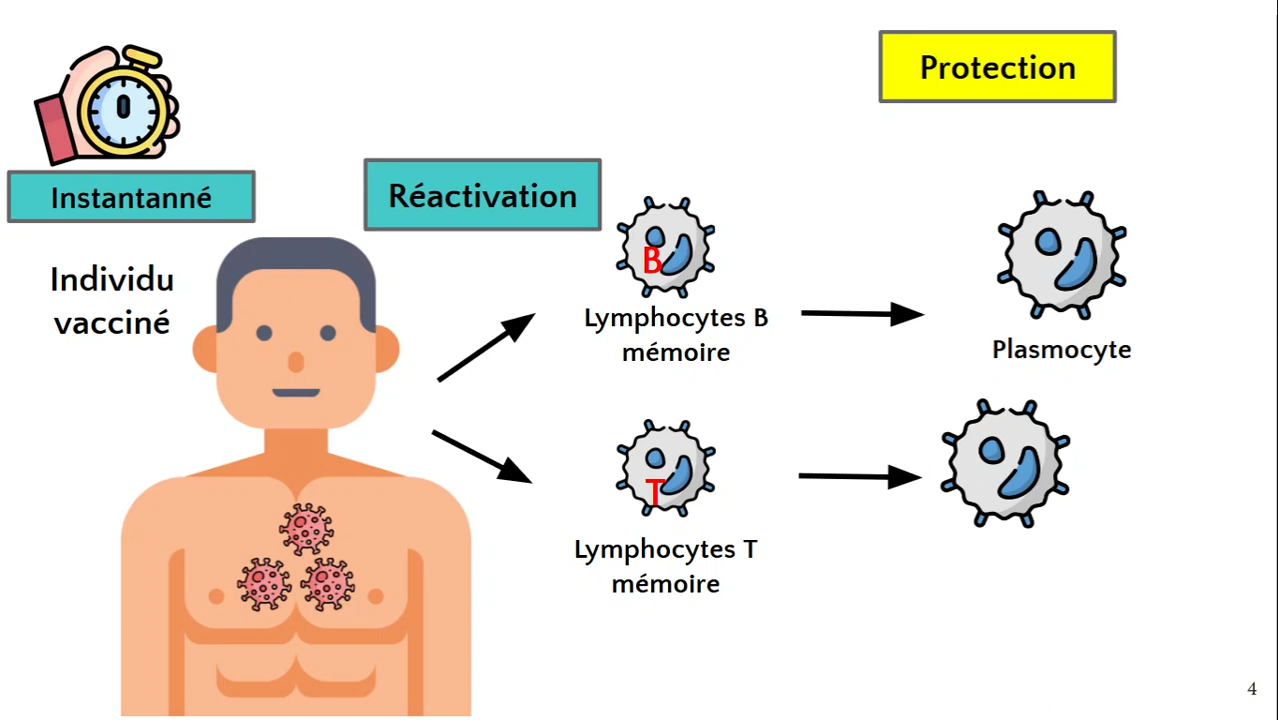 Protection
Instantanné
Réactivation
Individu
vacciné
B
Lymphocytes B
mémoire
Plasmocyte
T
Lymphocytes T
mémoire
4